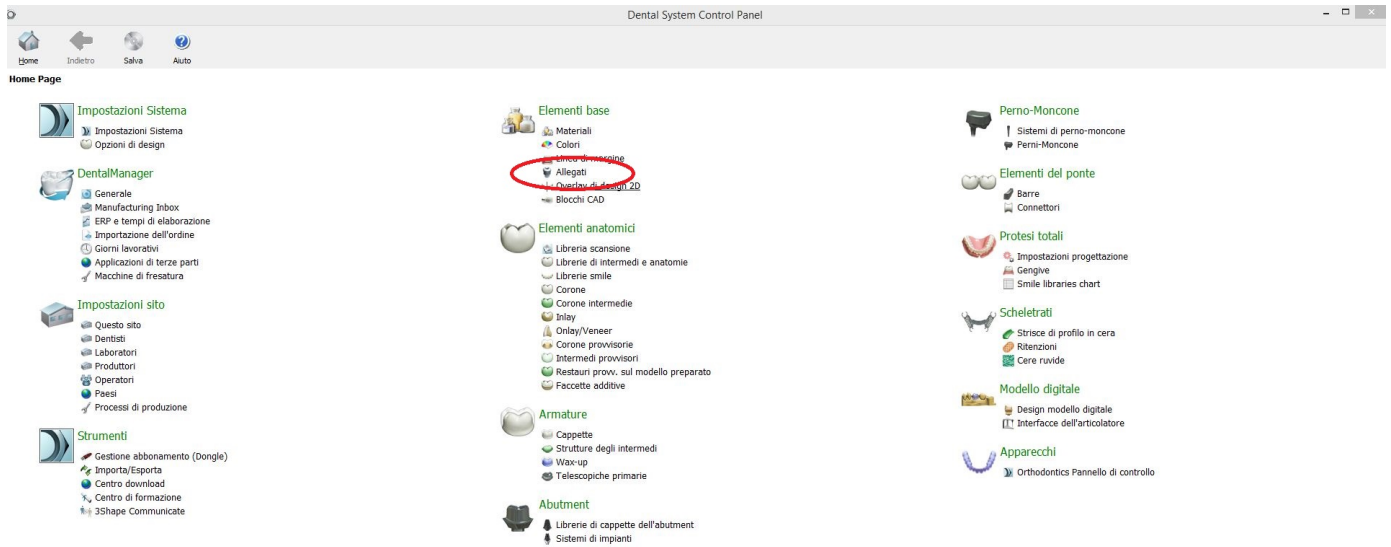 Dental System Control Panel
Home
Indietro
Salva
Aiuto
Home Page
Impostazioni Sistema
Impostazioni Sistema
Opzioni di design
DentalManager
Generale
Manufacturing Inbox
ERP e tempi di elaborazione
Importazione dell'ordine
Giorni lavorativi
Applicazioni di terze parti
Macchine di fresatura
Impostazioni sito
Questo sito
Dentisti
Laboratori
Produttori
Operatori
Paesi
Processi di produzione
Strumenti
Gestione abbonamento (Dongle)
Importa/Esporta
Centro download
Centro di formazione
3Shape Communicate
Elementi base
Materiali
Colori
Linea di margine
Allegati
Overlay di design 2D
Blocchi CAD
Elementi anatomici
Libreria scansione
Librerie di intermedi e anatomie
Librerie smile
Corone
Corone intermedie
Inlay
Onlay/Veneer
Corone provvisorie
Intermedi provvisori
Restauri provv. sul modello preparato
Faccette additive
Armature
Cappette
Strutture degli intermedi
Wax-up
Telescopiche primarie
Abutment
Librerie di cappette dell'abutment
Sistemi di impianti
Perno-Moncone
Sistemi di perno-moncone
Perni-Moncone
Elementi del ponte
Barre
Connettori
Protesi totali
Impostazioni progettazione
Gengive
Smile libraries chart
Scheletrati
Strisce di profilo in cera
Ritenzioni
Cere ruvide
Modello digitale
Design modello digitale
Interfacce dell'articolatore
Apparecchi
Orthodontics Pannello di controllo